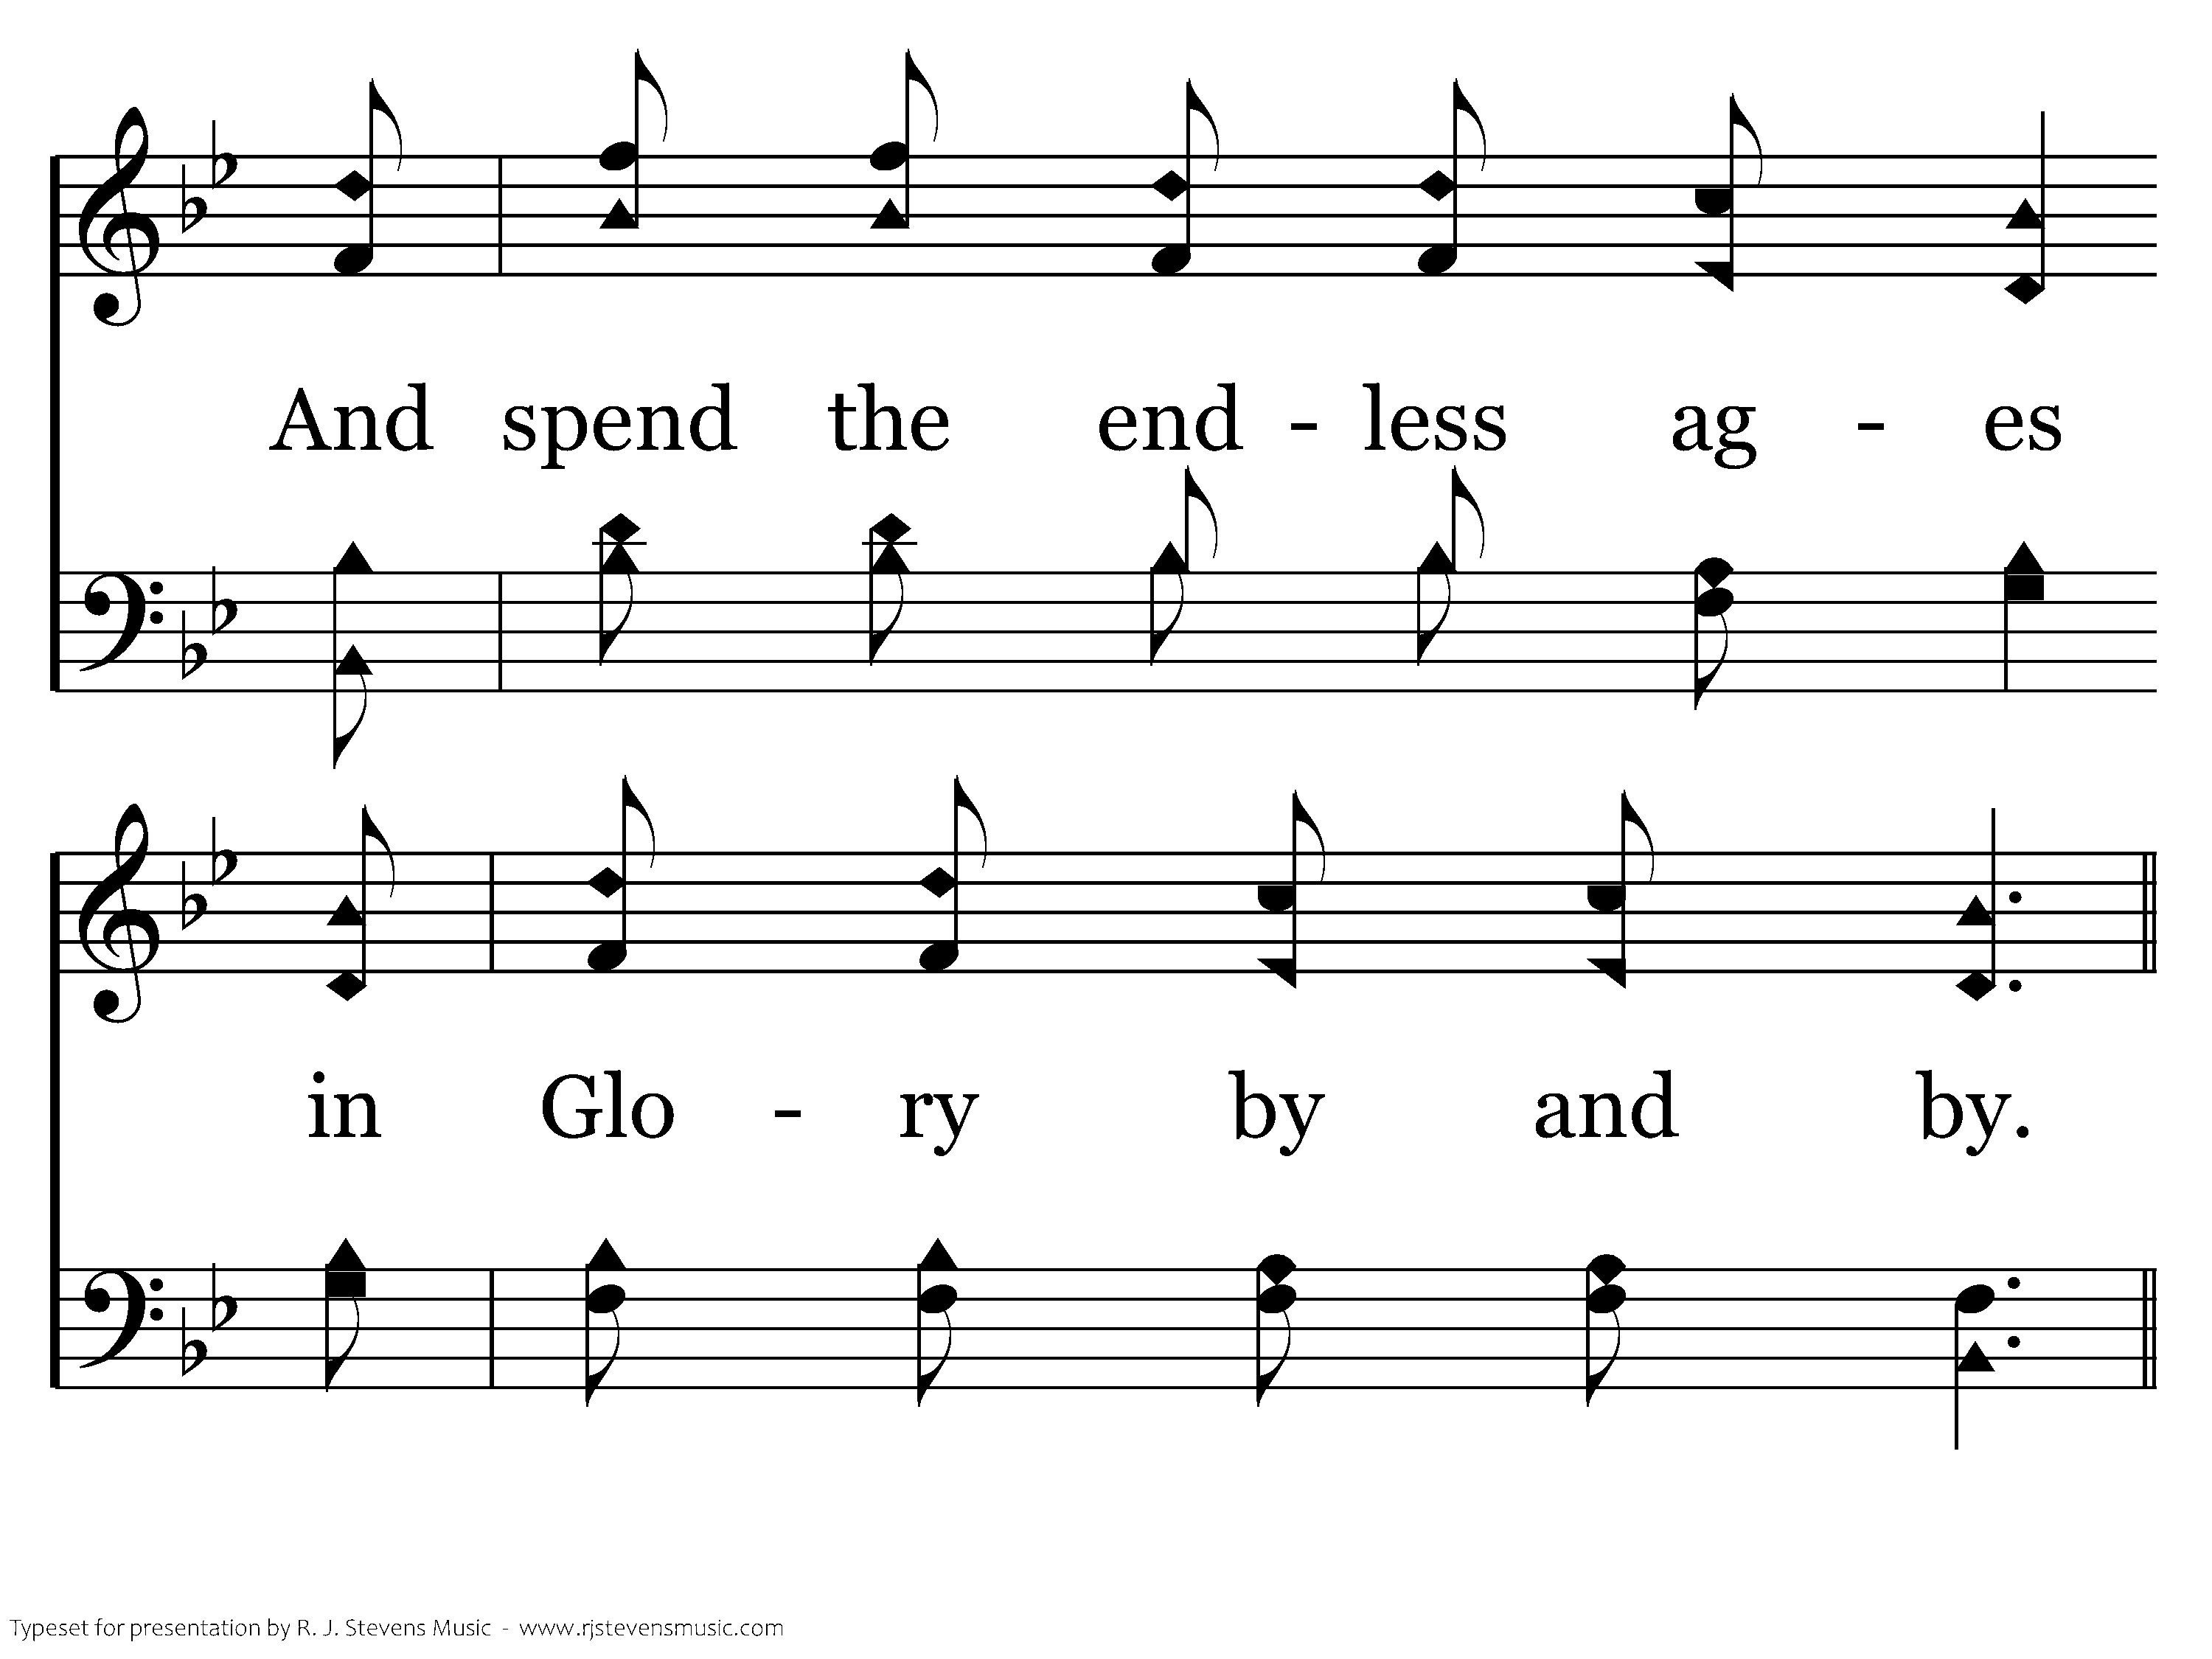 And spend the end - less ag - es
in Glo - ry by and by.
Typeset for presentation by R. J. Stevens Music - www.rjstevensmusic.com